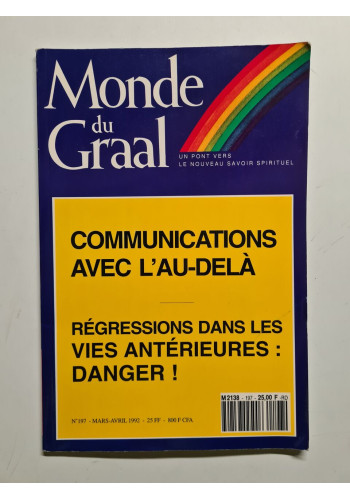 Monde
du
Graal
UN PONT VERS
LE NOUVEAU SAVOIR SPIRITUEL
COMMUNICATIONS
AVEC L'AU-DELÀ
RÉGRESSIONS DANS LES
VIES ANTÉRIEURES :
DANGER !
N°197 - MARS-AVRIL 1992 - 25 FF - 800 F CFA
M 2138 - 197 - 25,00 F -RD